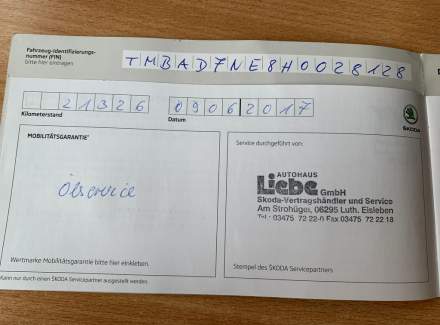 Fahrzeug-Identifizierungs-
nummer (FIN)
bitte hier eintragen
TMBAD7NE8H0028128
21326
Kilometerstand
09062017
Datum
ŠKODA
MOBILITÄTSGARANTIE
Ölservice
Wertmarke Mobilitätsgarantie bitte hier einkleben.
Service durchgeführt von:
AUTOHAUS
Liebe GmbH
Skoda-Vertragshändler und Service
Am Strohügel, 06295 Luth. Eisleben
Tel. 03475 72 22-0 Fax 03475 72 22 18
Stempel des ŠKODA Servicepartners
Kann nur durch einen ŠKODA Servicepartner ausgestellt werden.